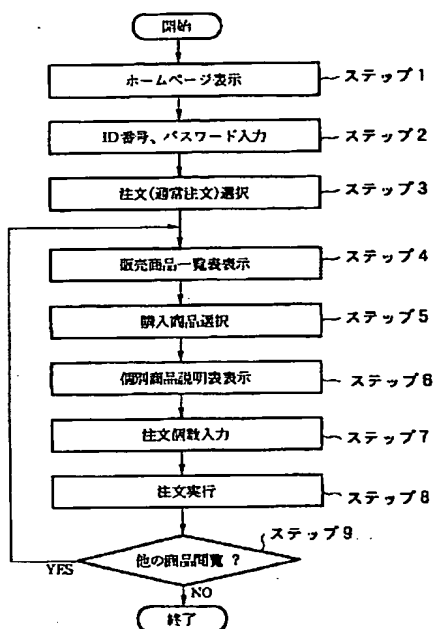 開始
ホームページ表示
ステップ1
ID番号、パスワード入力
ステップ2
注文(通常注文)選択
ステップ3
販売商品一覧表表示
ステップ4
購入商品選択
ステップ5
個別商品説明表表示
ステップ6
注文個数入力
ステップ7
注文実行
ステップ8
ステップ9
他の商品閲覧 ?
YES
NO
終了